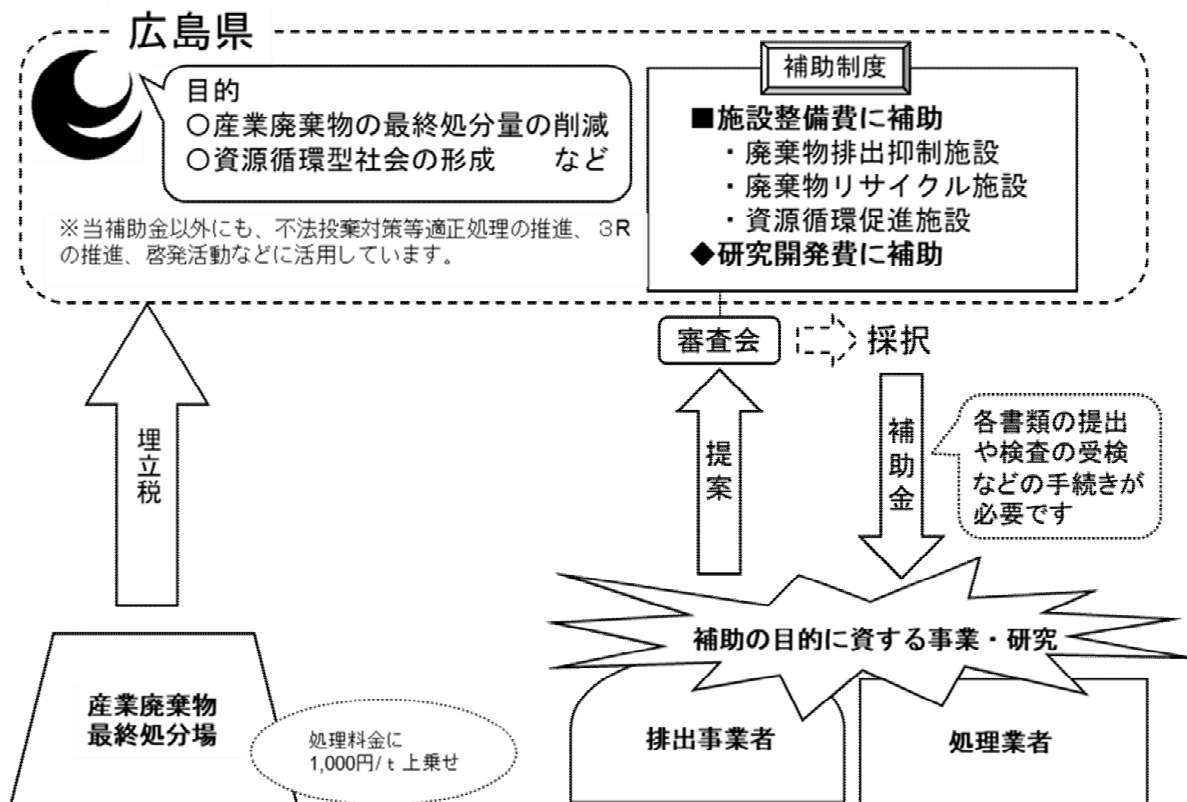 広島県
目的
○産業廃棄物の最終処分量の削減
○資源循環型社会の形成　　など
※当補助金以外にも、不法投棄対策等適正処理の推進、３R
の推進、啓発活動などに活用しています。
補助制度
■施設整備費に補助
・廃棄物排出抑制施設
・廃棄物リサイクル施設
・資源循環促進施設
◆研究開発費に補助
審査会
採択
埋立税
提案
補助金
各書類の提出
や検査の受検
などの手続きが
必要です
補助の目的に資する事業・研究
産業廃棄物
最終処分場
処理料金に
1,000円/ｔ上乗せ
排出事業者
処理業者